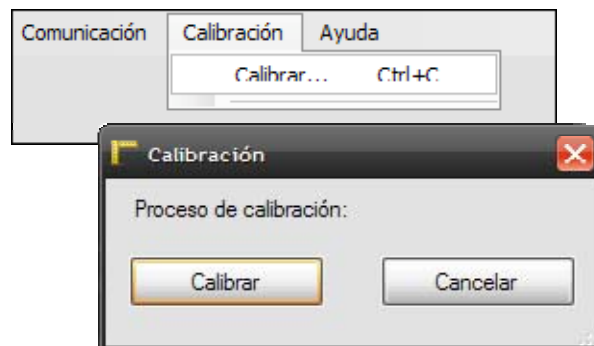 Comunicación Calibración Ayuda
Calibrar... Ctrl+C
Calibración
Proceso de calibración:
Calibrar Cancelar